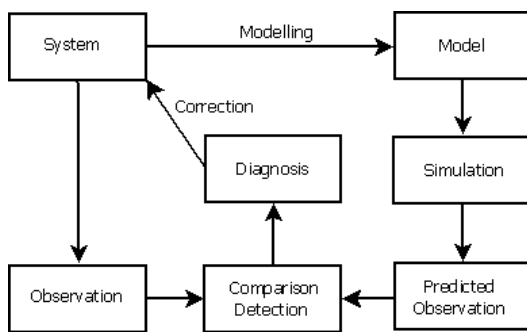 System
Modelling
Model
Correction
Diagnosis
Simulation
Observation
Comparison
Detection
Predicted
Observation